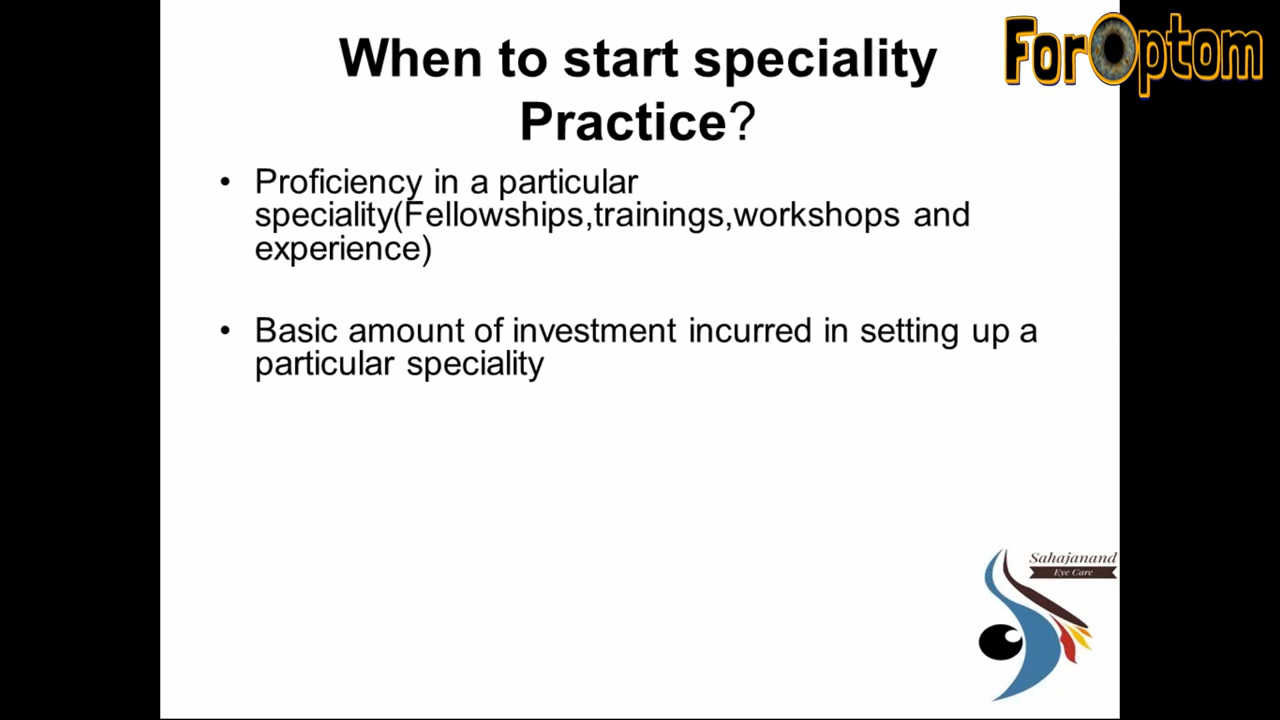 When to start speciality
Practice?
ForOptom
• Proficiency in a particular
speciality(Fellowships,trainings,workshops and
experience)
• Basic amount of investment incurred in setting up a
particular speciality
Sahajanand
Eye Care